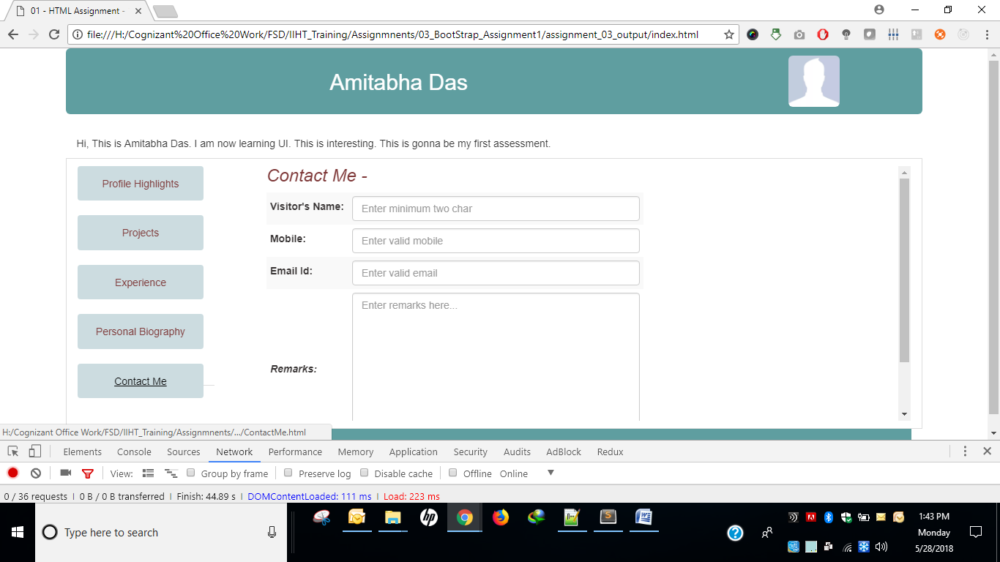 01 - HTML Assignment -
file:///H:/Cognizant%20Office%20Work/FSD/IIHT_Training/Assignmnents/03_BootStrap_Assignment1/assignment_03_output/index.html
Amitabha Das
Hi, This is Amitabha Das. I am now learning UI. This is interesting. This is gonna be my first assessment.
Profile Highlights
Projects
Experience
Personal Biography
Contact Me
Contact Me -
Visitor's Name: Enter minimum two char
Mobile: Enter valid mobile
Email Id: Enter valid email
Remarks: Enter remarks here...
H:/Cognizant Office Work/FSD/IIHT_Training/Assignmnents/.../ContactMe.html
Elements Console Sources Network Performance Memory Application Security Audits AdBlock Redux
View: Group by frame Preserve log Disable cache Offline Online
0 / 36 requests | 0 B / 0 B transferred | Finish: 44.89 s | DOMContentLoaded: 111 ms | Load: 223 ms
Type here to search
hp
S
W
1:43 PM
Monday
5/28/2018